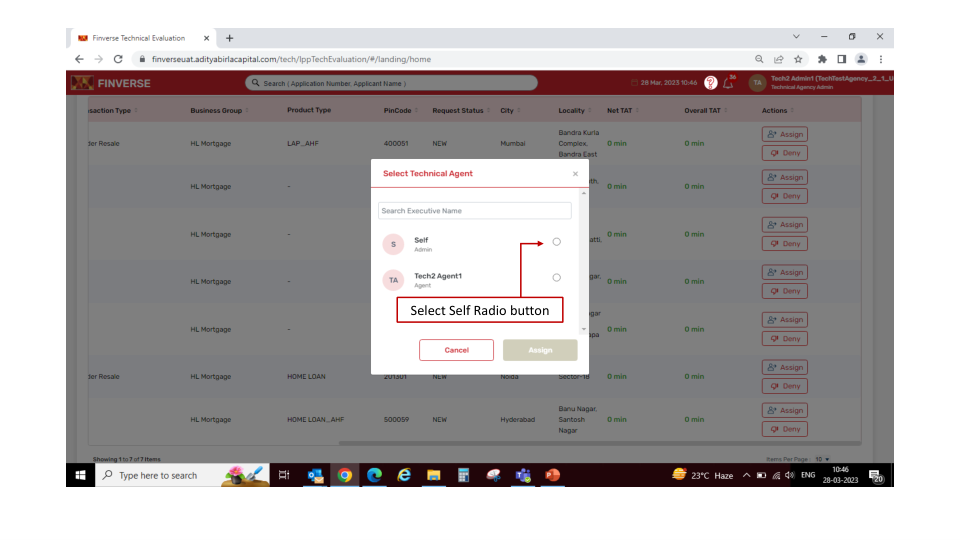 Finverse Technical Evaluation
finverseuat.adityabirlacapital.com/tech/lppTechEvaluation/#/landing/home
FINVERSE
Search ( Application Number, Applicant Name )
28 Mar, 2023 10:46
36
TA
Tech2 Admin1 (TechTestAgency_2_1_U
Technical Agency Admin
saction Type
Business Group
Product Type
PinCode
Request Status
City
Locality
Net TAT
Overall TAT
Actions
der Resale
HL Mortgage
LAP_AHF
400051
NEW
Mumbai
Bandra Kurla
Complex,
Bandra East
0 min
0 min
Assign
Deny
HL Mortgage
-
0 min
0 min
Assign
Deny
HL Mortgage
-
atti,
0 min
0 min
Assign
Deny
HL Mortgage
-
gar,
0 min
0 min
Assign
Deny
HL Mortgage
-
gar
apa
0 min
0 min
Assign
Deny
der Resale
HL Mortgage
HOME LOAN
201301
NEW
Noida
Sector-18
0 min
0 min
Assign
Deny
HL Mortgage
HOME LOAN_AHF
500059
NEW
Hyderabad
Banu Nagar,
Santosh
Nagar
0 min
0 min
Assign
Deny
Showing 1 to 7 of 7 Items
Items Per Page : 10
Select Technical Agent
Search Executive Name
S
Self
Admin
TA
Tech2 Agent1
Agent
Select Self Radio button
Cancel
Assign
Type here to search
23°C Haze
ENG
10:46
28-03-2023
20